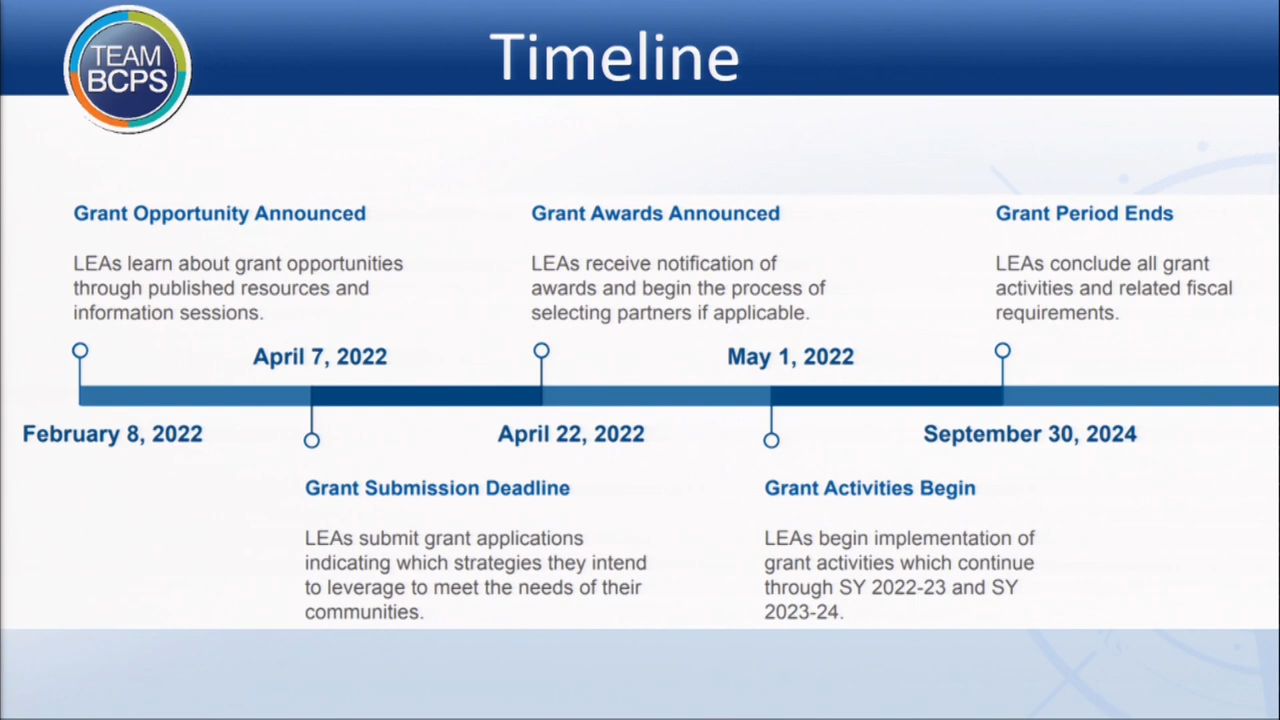 TEAM
BCPS
Timeline
Grant Opportunity Announced
LEAs learn about grant opportunities
through published resources and
information sessions.
February 8, 2022
April 7, 2022
Grant Submission Deadline
LEAs submit grant applications
indicating which strategies they intend
to leverage to meet the needs of their
communities.
Grant Awards Announced
LEAs receive notification of
awards and begin the process of
selecting partners if applicable.
April 22, 2022
May 1, 2022
Grant Activities Begin
LEAs begin implementation of
grant activities which continue
through SY 2022-23 and SY
2023-24.
Grant Period Ends
LEAs conclude all grant
activities and related fiscal
requirements.
September 30, 2024